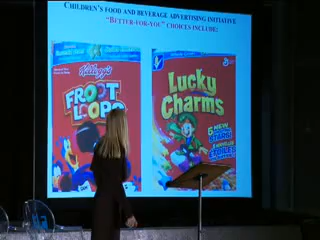 CHILDREN'S FOOD AND BEVERAGE ADVERTISING INITIATIVE
"BETTER-FOR-YOU" CHOICES INCLUDE:
Kellogg's
FROOT
LOOPS
Lucky
Charms